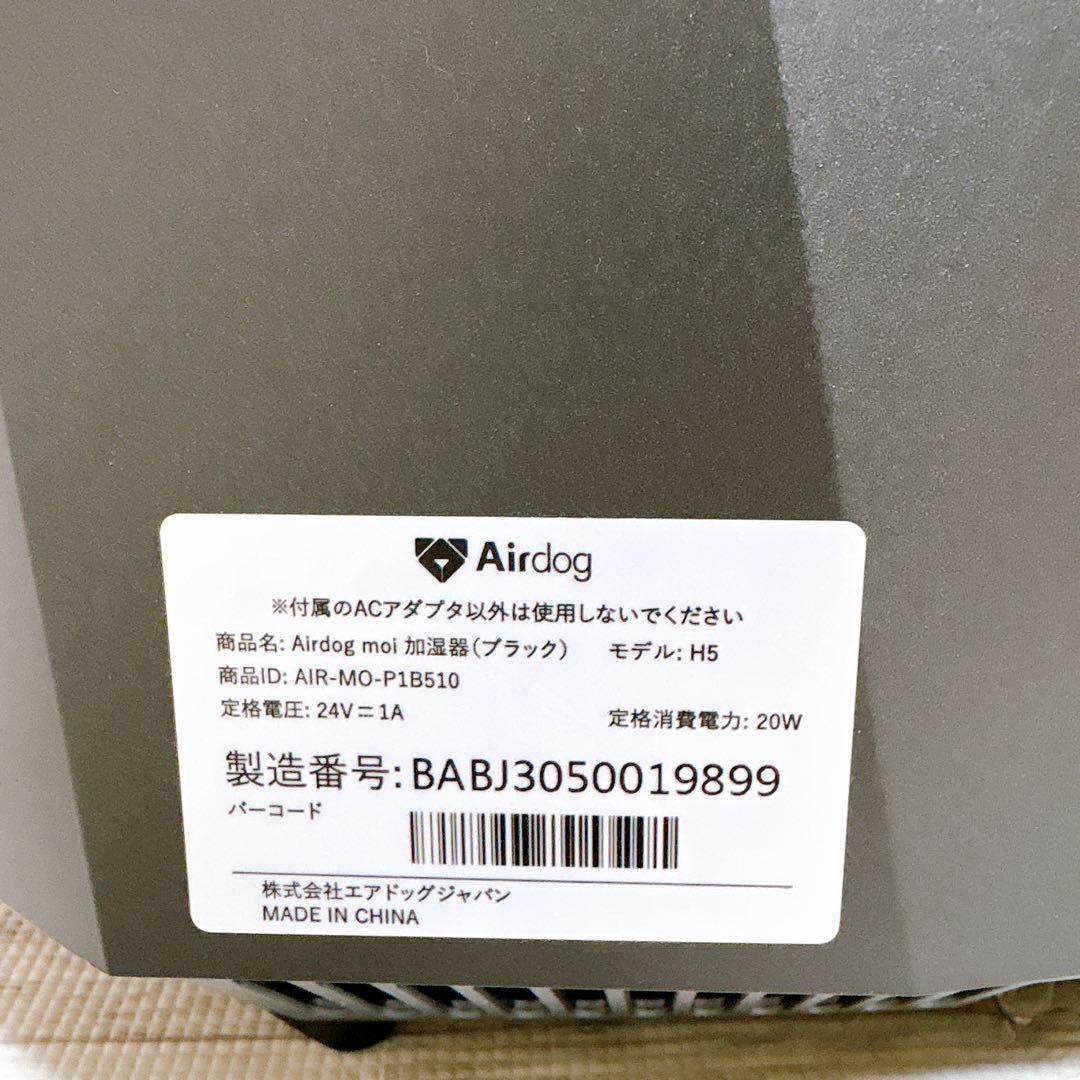 Airdog
※付属のACアダプタ以外は使用しないでください
商品名: Airdog moi 加湿器(ブラック) モデル: H5
商品ID: AIR-MO-P1B510
定格電圧: 24V⎓1A 定格消費電力: 20W
製造番号: BABJ3050019899
バーコード
株式会社エアドッグジャパン
MADE IN CHINA